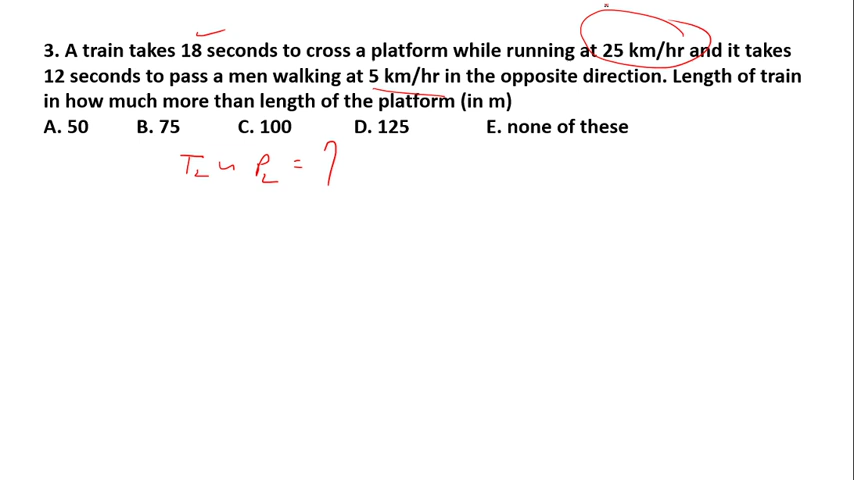 3. A train takes 18 seconds to cross a platform while running at 25 km/hr and it takes
12 seconds to pass a men walking at 5 km/hr in the opposite direction. Length of train
in how much more than length of the platform (in m)
A. 50 B. 75 C. 100 D. 125 E. none of these
TL ~ PL = ?